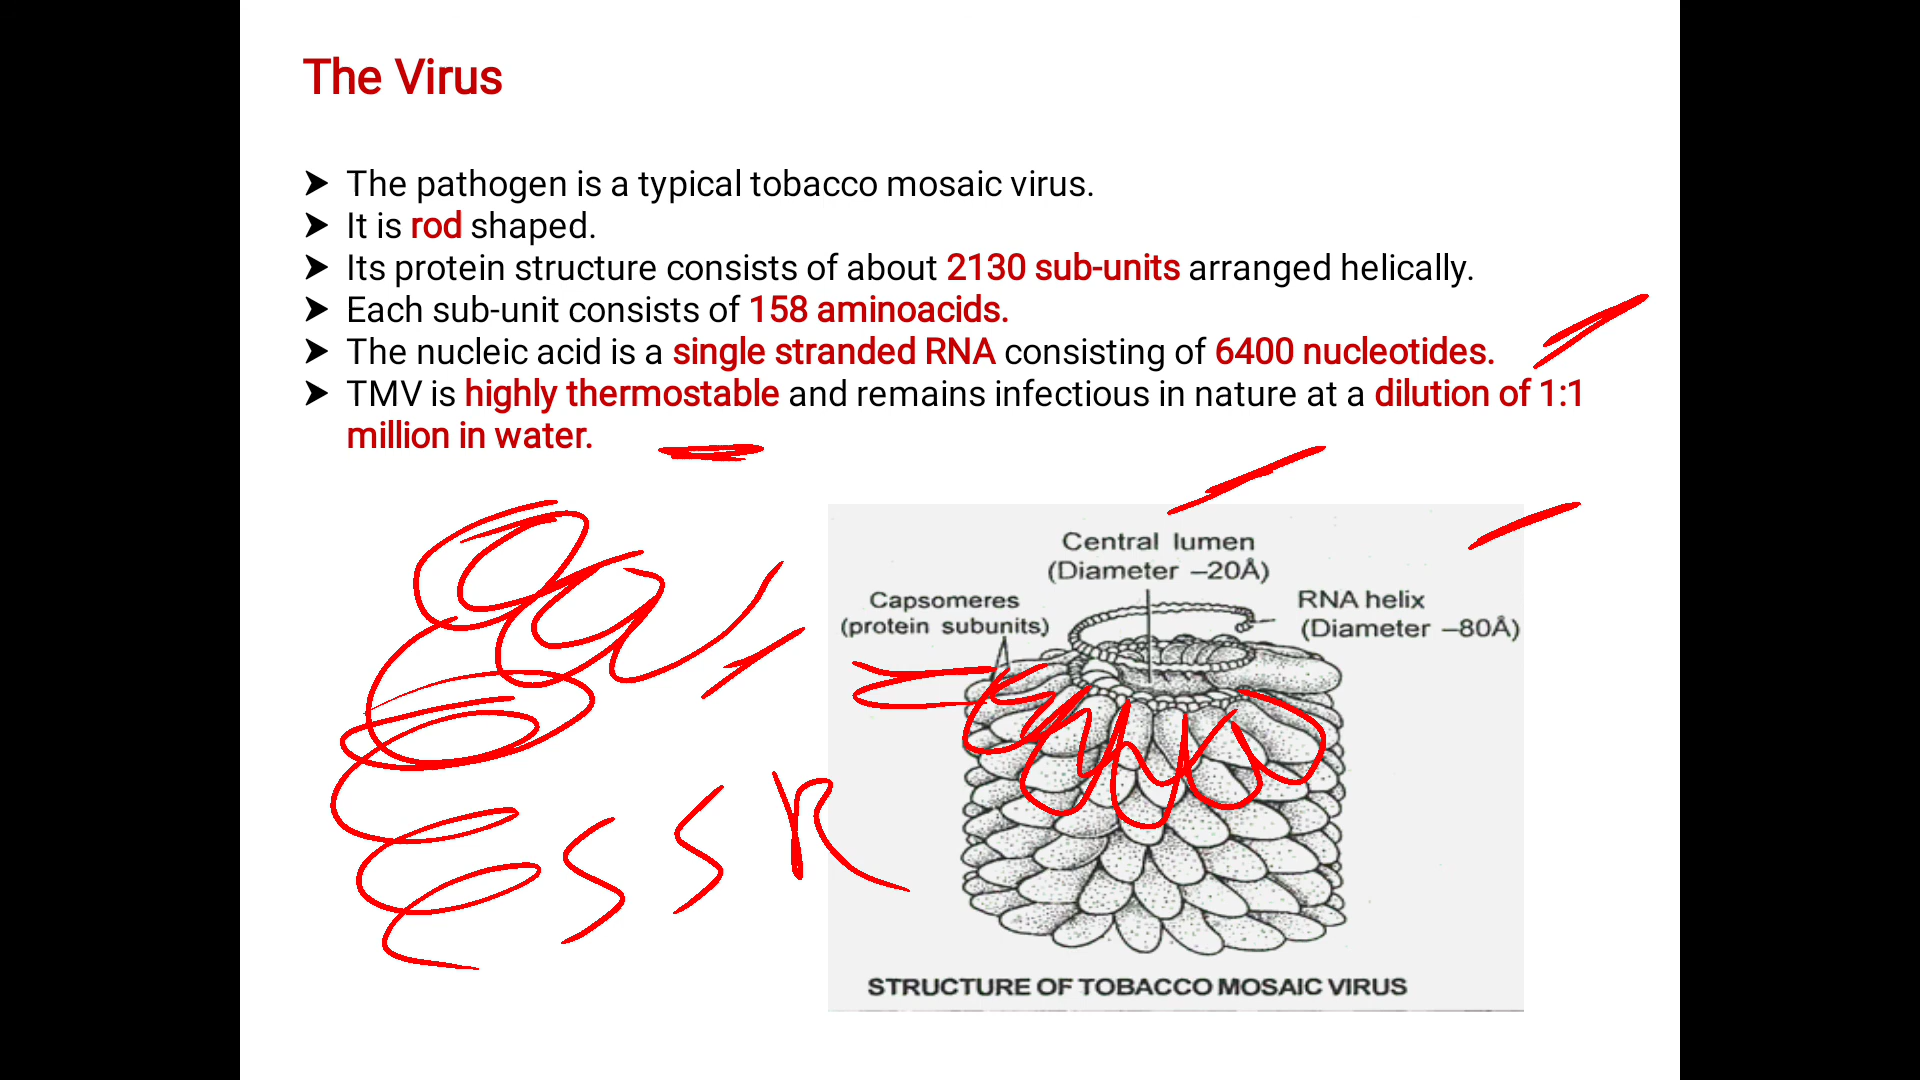 The Virus
➤ The pathogen is a typical tobacco mosaic virus.
➤ It is rod shaped.
➤ Its protein structure consists of about 2130 sub-units arranged helically.
➤ Each sub-unit consists of 158 aminoacids.
➤ The nucleic acid is a single stranded RNA consisting of 6400 nucleotides.
➤ TMV is highly thermostable and remains infectious in nature at a dilution of 1:1
million in water.
Central lumen
(Diameter –20Å)
Capsomeres
(protein subunits)
RNA helix
(Diameter –80Å)
SSR
STRUCTURE OF TOBACCO MOSAIC VIRUS